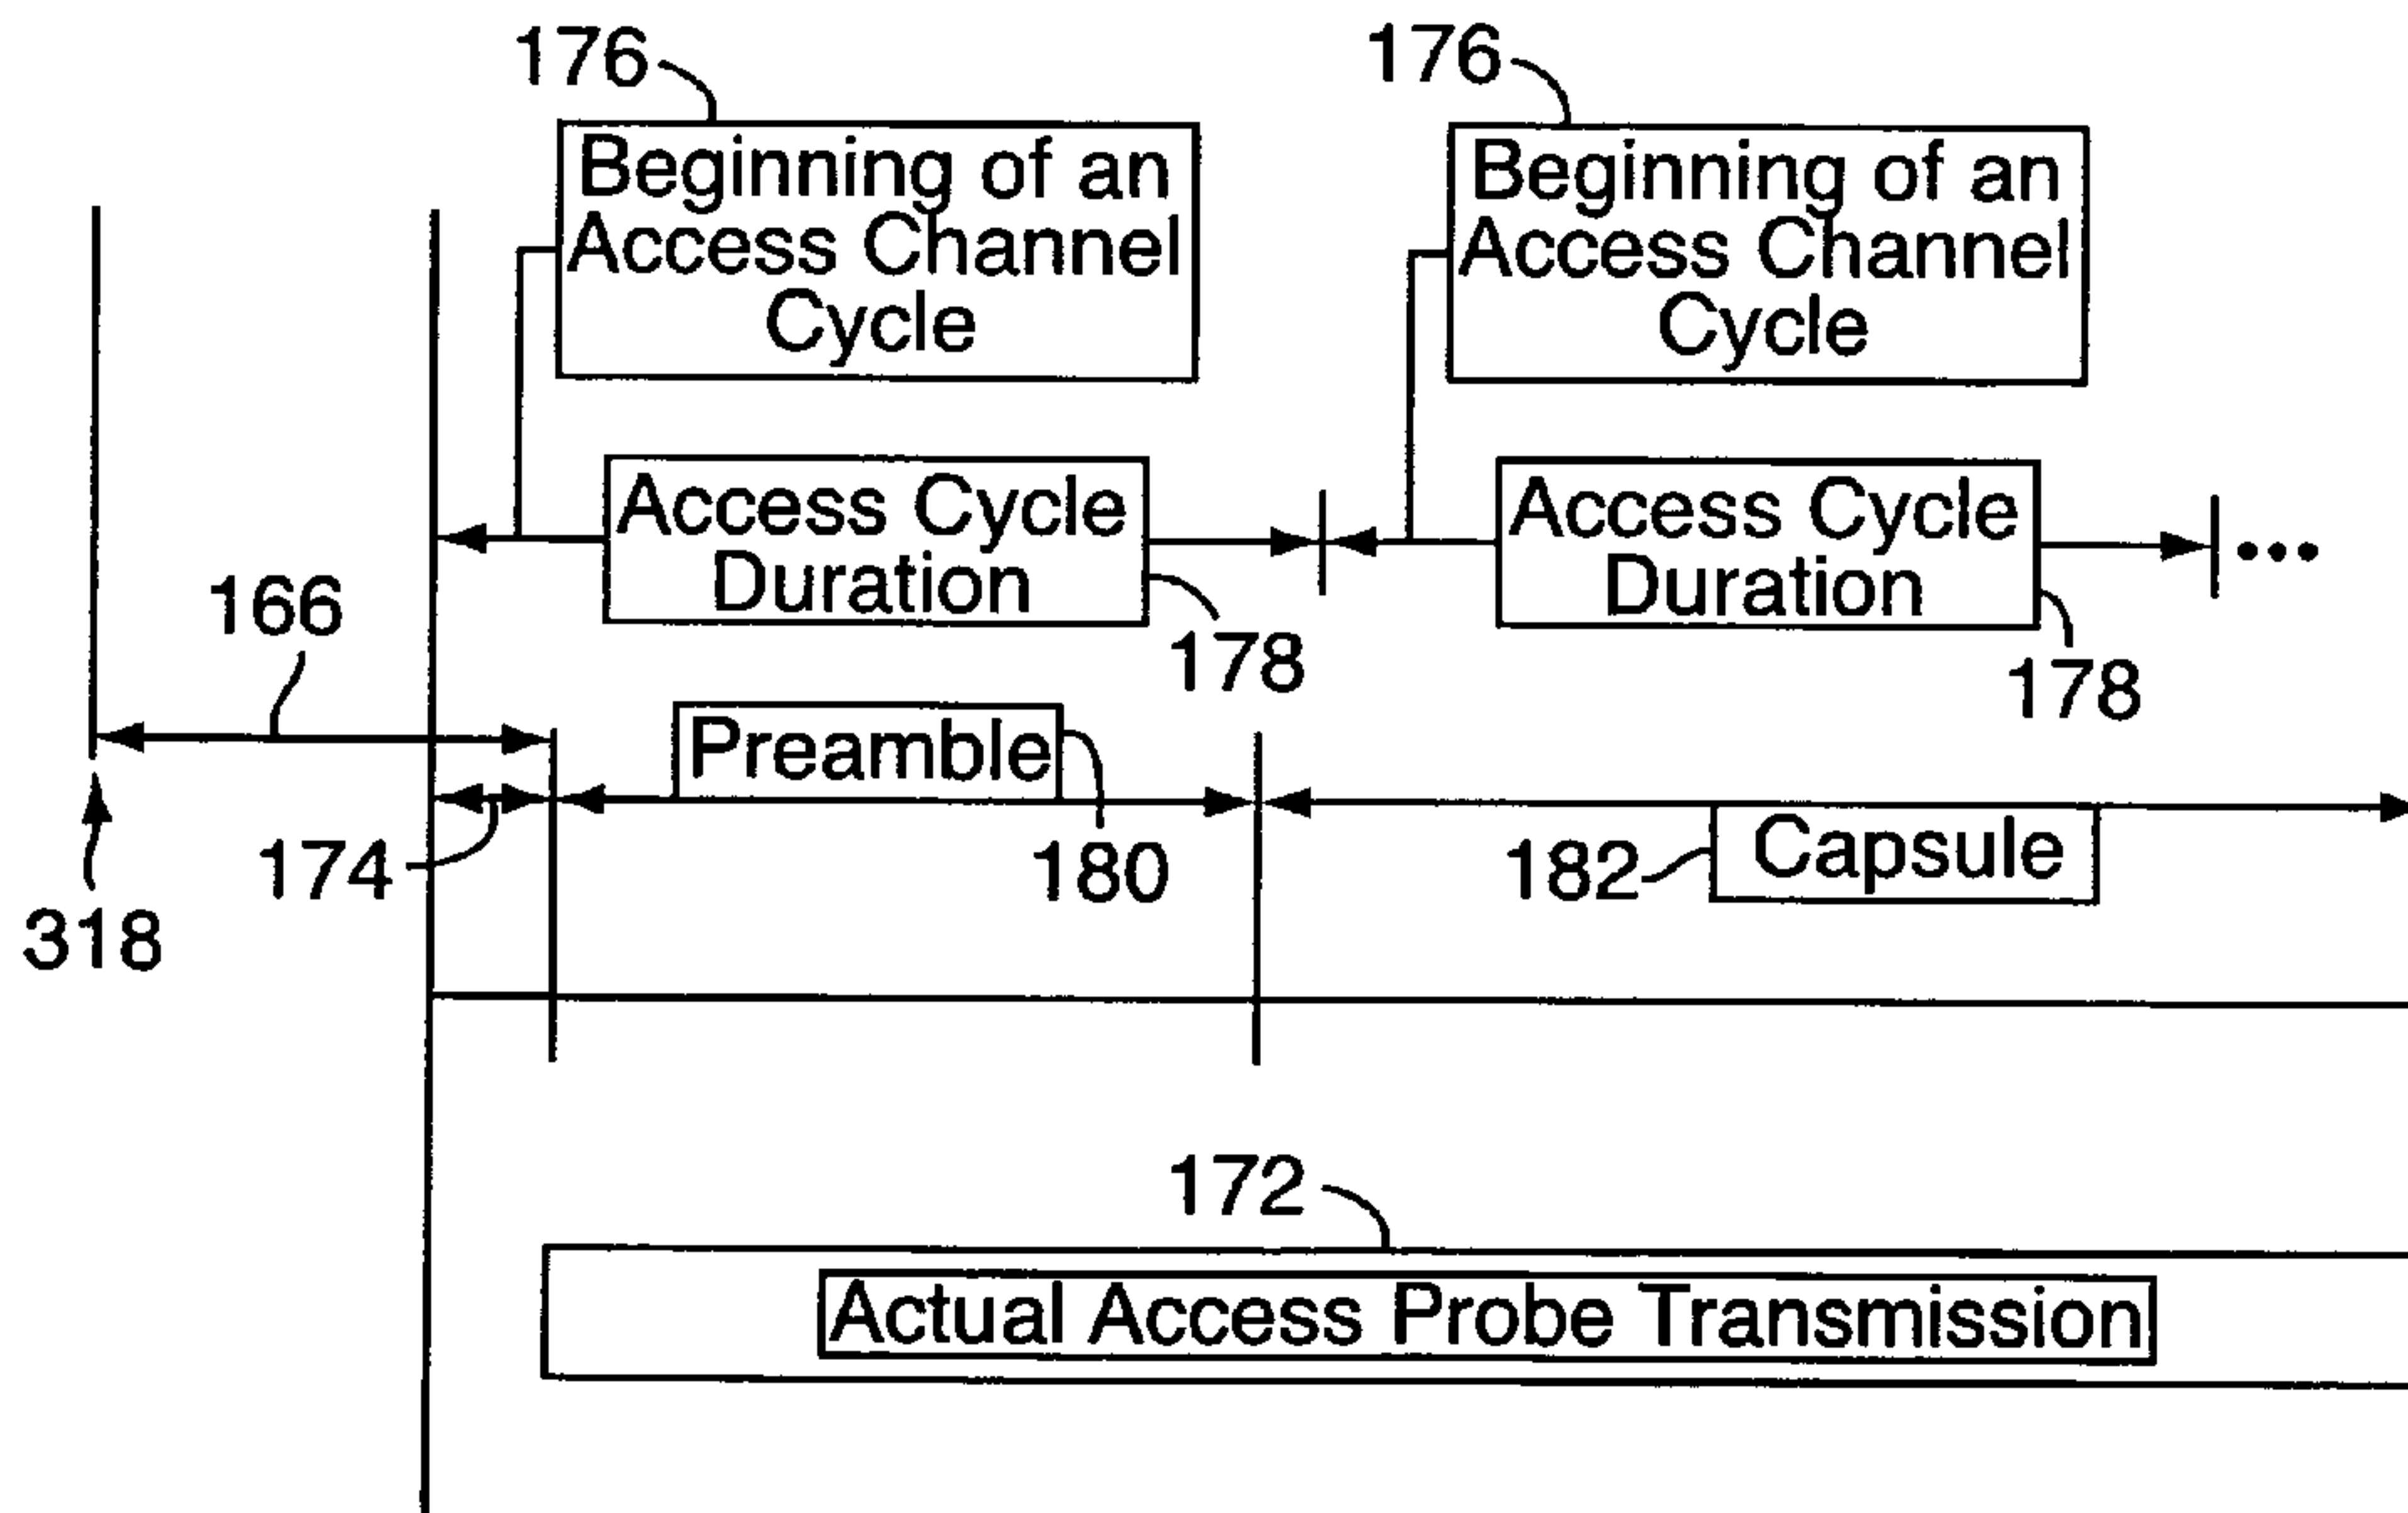 176
176
Beginning of an
Access Channel
Cycle
Beginning of an
Access Channel
Cycle
Access Cycle
Duration
Access Cycle
Duration
•••
166
178
178
Preamble
174
180
182
Capsule
318
172
Actual Access Probe Transmission